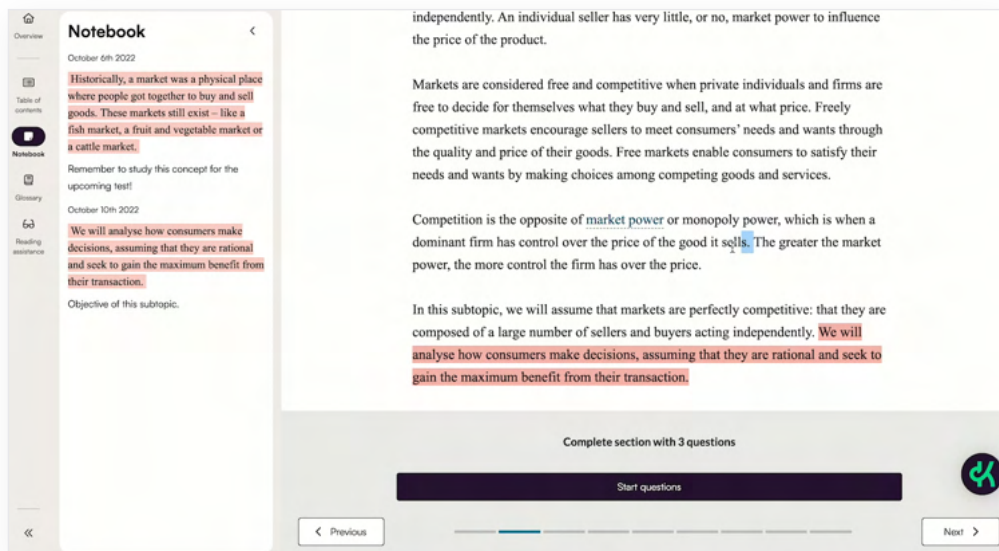 Overview
Table of
contents
Notebook
Glossary
Reading
assistance
Notebook
October 6th 2022
Historically, a market was a physical place
where people got together to buy and sell
goods. These markets still exist – like a
fish market, a fruit and vegetable market or
a cattle market.
Remember to study this concept for the
upcoming test!
October 10th 2022
We will analyse how consumers make
decisions, assuming that they are rational
and seek to gain the maximum benefit from
their transaction.
Objective of this subtopic.
independently. An individual seller has very little, or no, market power to influence
the price of the product.
Markets are considered free and competitive when private individuals and firms are
free to decide for themselves what they buy and sell, and at what price. Freely
competitive markets encourage sellers to meet consumers’ needs and wants through
the quality and price of their goods. Free markets enable consumers to satisfy their
needs and wants by making choices among competing goods and services.
Competition is the opposite of market power or monopoly power, which is when a
dominant firm has control over the price of the good it sells. The greater the market
power, the more control the firm has over the price.
In this subtopic, we will assume that markets are perfectly competitive: that they are
composed of a large number of sellers and buyers acting independently. We will
analyse how consumers make decisions, assuming that they are rational and seek to
gain the maximum benefit from their transaction.
Complete section with 3 questions
Start questions
Previous
Next